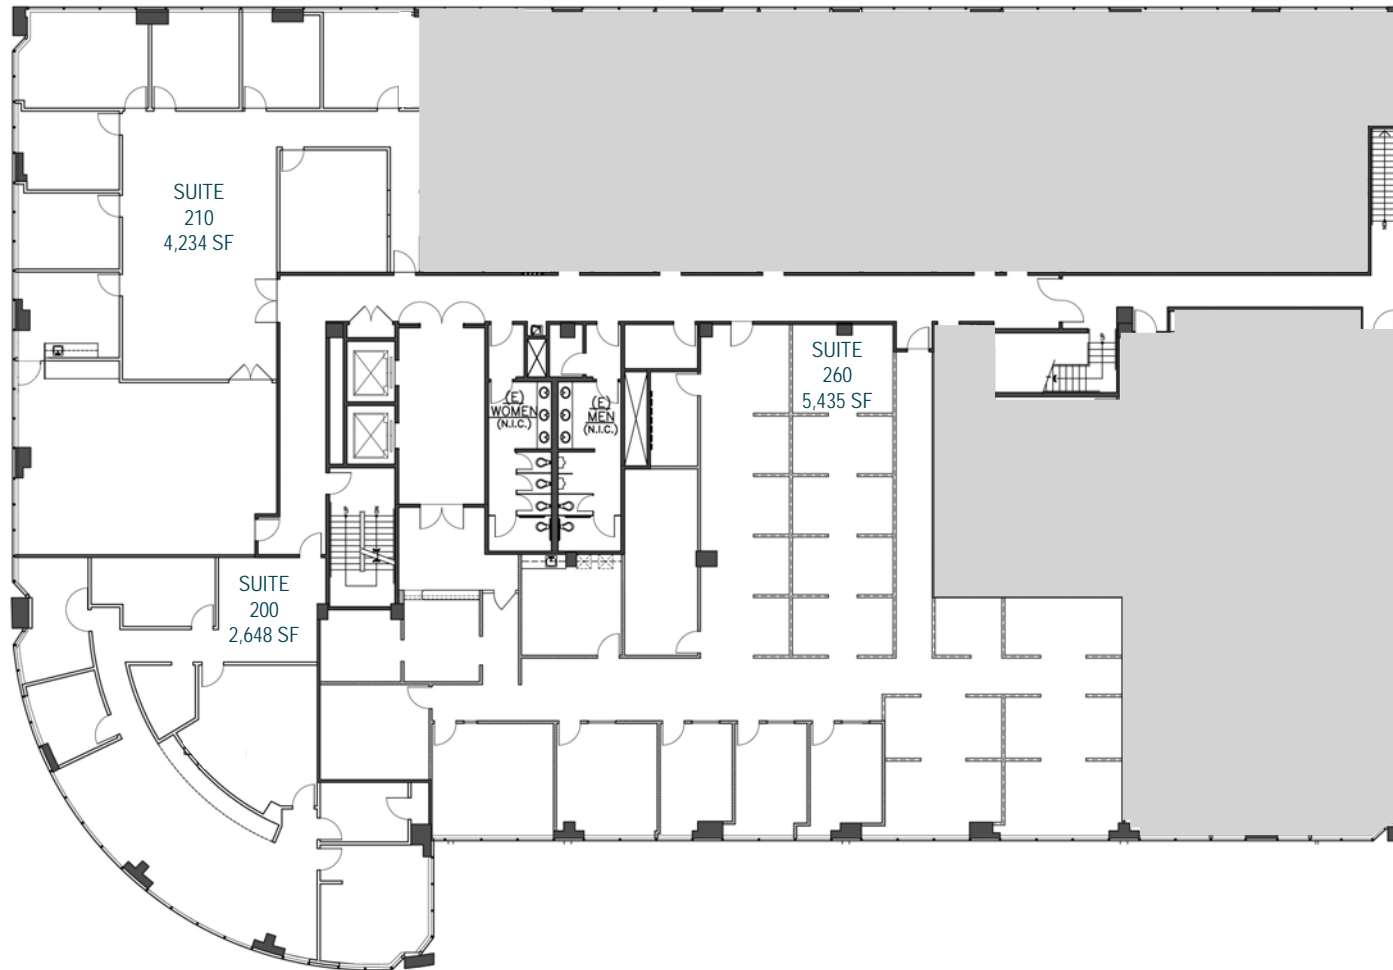 SUITE
210
4,234 SF
SUITE
260
5,435 SF
(E)
WOMEN
(N.I.C.)
(E)
MEN
(N.I.C.)
SUITE
200
2,648 SF